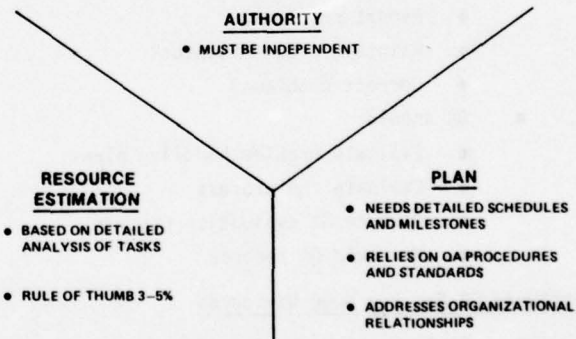 AUTHORITY
• MUST BE INDEPENDENT
RESOURCE
ESTIMATION
• BASED ON DETAILED
ANALYSIS OF TASKS
• RULE OF THUMB 3–5%
PLAN
• NEEDS DETAILED SCHEDULES
AND MILESTONES
• RELIES ON QA PROCEDURES
AND STANDARDS
• ADDRESSES ORGANIZATIONAL
RELATIONSHIPS